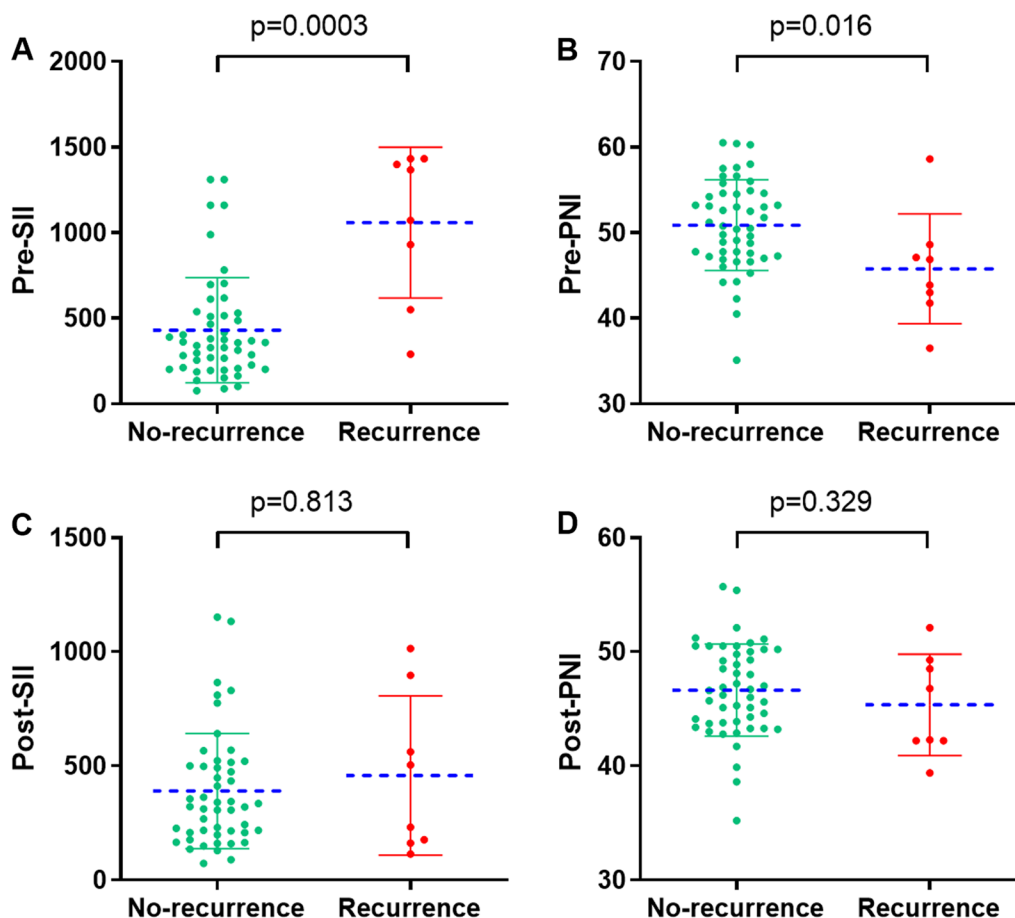 p=0.0003
A
Pre-SII
2000
1500
1000
500
0
No-recurrence Recurrence
p=0.016
B
Pre-PNI
70
60
50
40
30
No-recurrence Recurrence
p=0.813
C
Post-SII
1500
1000
500
0
No-recurrence Recurrence
p=0.329
D
Post-PNI
60
50
40
30
No-recurrence Recurrence